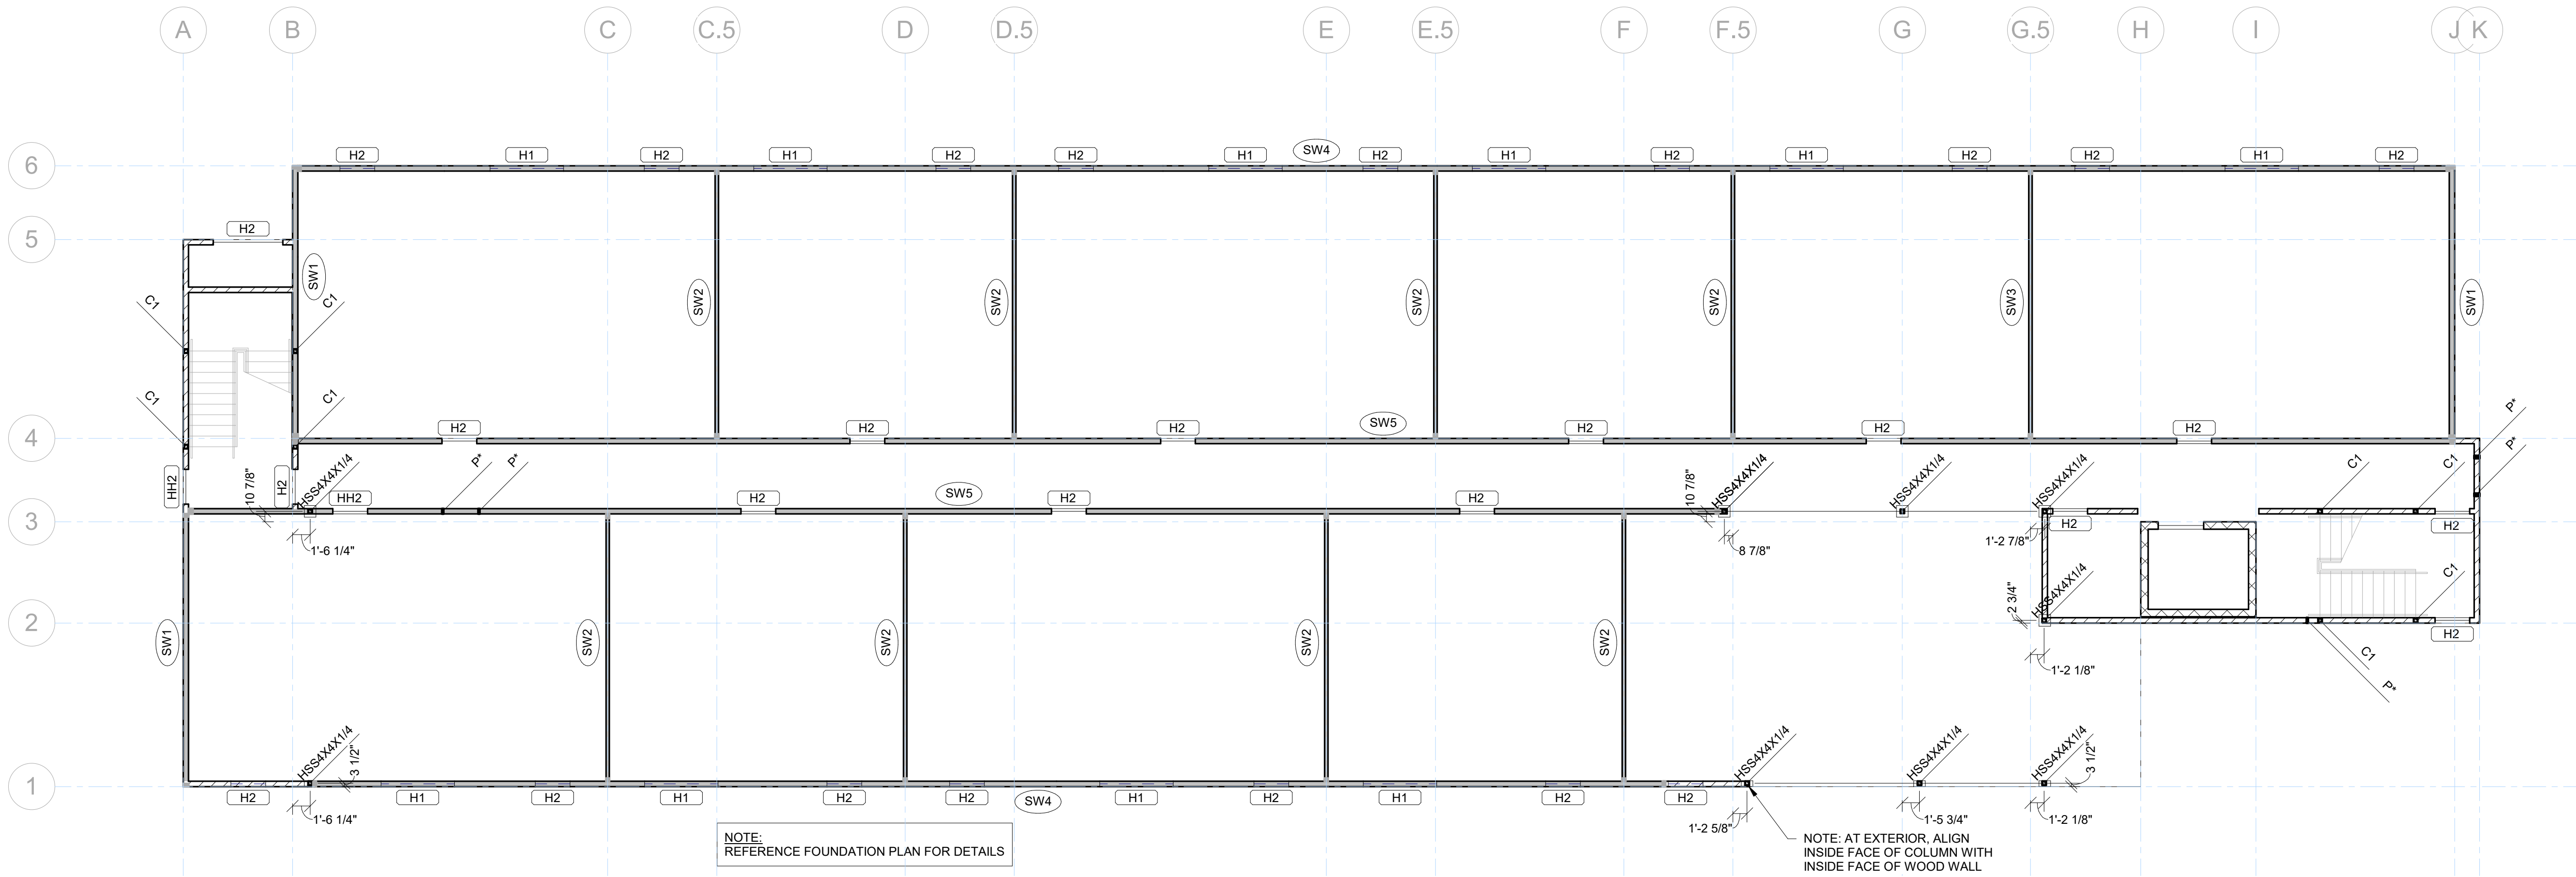 A B C C.5 D D.5 E E.5 F F.5 G G.5 H I J K
H2 H1 H2 H1 H2 H2 H1 SW4 H2 H1 H2 H1 H2 H2 H1 H2
6
H2
5
SW1
SW2 SW2 SW2 SW2 SW3 SW1
C1 C1
C1 C1
P*
H2 H2 H2 SW5 H2 H2 H2
4
P*
HH2 H2 10 7/8" HSS4X4X1/4 HH2 P* P* H2 SW5 H2 H2 10 7/8" HSS4X4X1/4 HSS4X4X1/4 HSS4X4X1/4 C1 C1
3
H2 H2
1'-6 1/4" 8 7/8" 1'-2 7/8"
2 3/4" HSS4X4X1/4 C1
2
SW1 SW2 SW2 SW2 SW2 H2
C1
1'-2 1/8"
P*
HSS4X4X1/4 3 1/2" HSS4X4X1/4 HSS4X4X1/4 HSS4X4X1/4 3 1/2"
1
H2 H1 H2 H1 H2 H2 SW4 H1 H2 H1 H2 H2
1'-6 1/4" 1'-2 5/8" 1'-5 3/4" 1'-2 1/8"
NOTE:
REFERENCE FOUNDATION PLAN FOR DETAILS
NOTE: AT EXTERIOR, ALIGN
INSIDE FACE OF COLUMN WITH
INSIDE FACE OF WOOD WALL